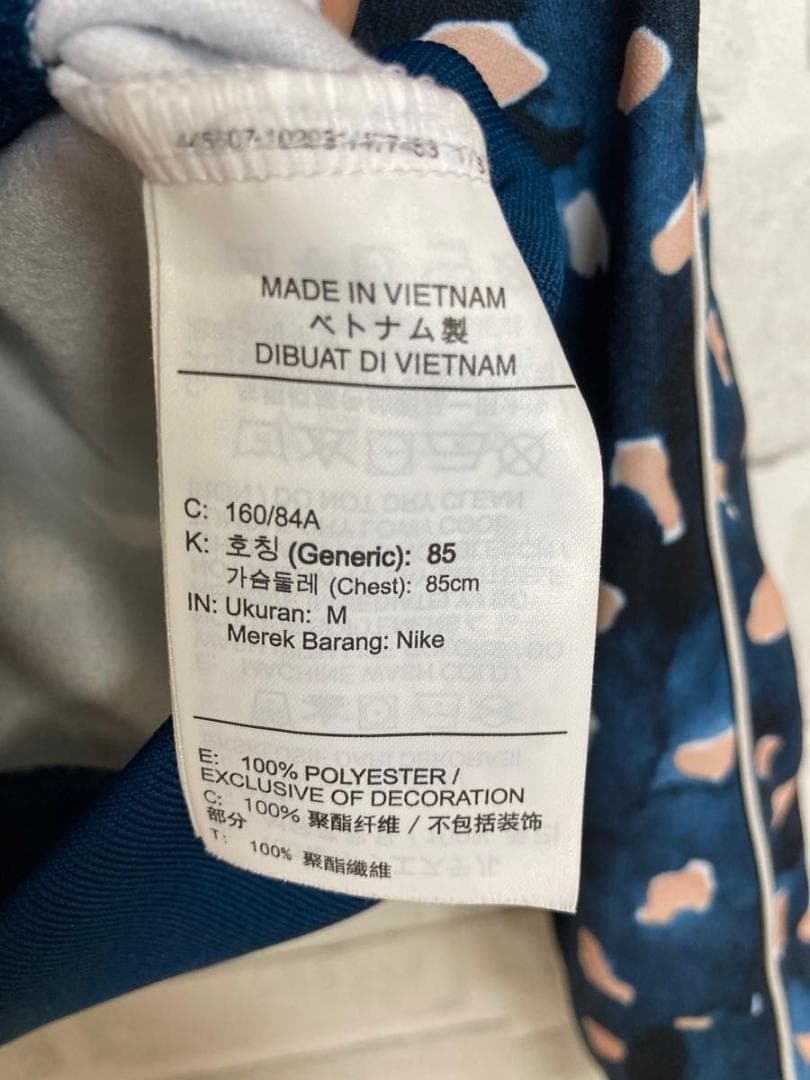 MADE IN VIETNAM
ベトナム製
DIBUAT DI VIETNAM
C: 160/84A
K: 호칭 (Generic): 85
가슴둘레 (Chest): 85cm
IN: Ukuran: M
Merek Barang: Nike
E: 100% POLYESTER /
EXCLUSIVE OF DECORATION
C: 100% 聚酯纤维 / 不包括装饰
部分
T: 100% 聚酯纖維